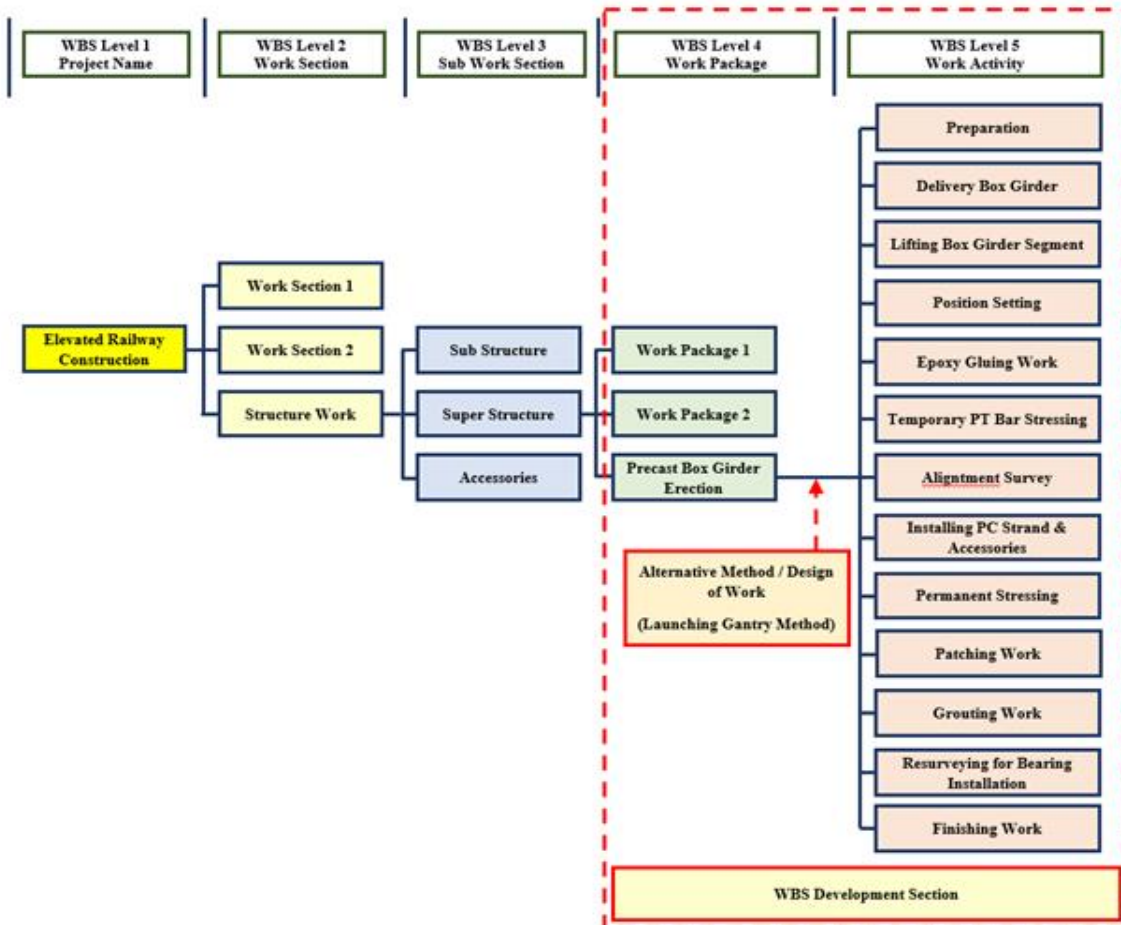 WBS Level 1
Project Name
WBS Level 2
Work Section
WBS Level 3
Sub Work Section
WBS Level 4
Work Package
WBS Level 5
Work Activity
Elevated Railway
Construction
Work Section 1
Work Section 2
Structure Work
Sub Structure
Super Structure
Accessories
Work Package 1
Work Package 2
Precast Box Girder
Erection
Alternative Method / Design
of Work
(Launching Gantry Method)
Preparation
Delivery Box Girder
Lifting Box Girder Segment
Position Setting
Epoxy Gluing Work
Temporary PT Bar Stressing
Aligntment Survey
Installing PC Strand &
Accessories
Permanent Stressing
Patching Work
Grouting Work
Resurveying for Bearing
Installation
Finishing Work
WBS Development Section